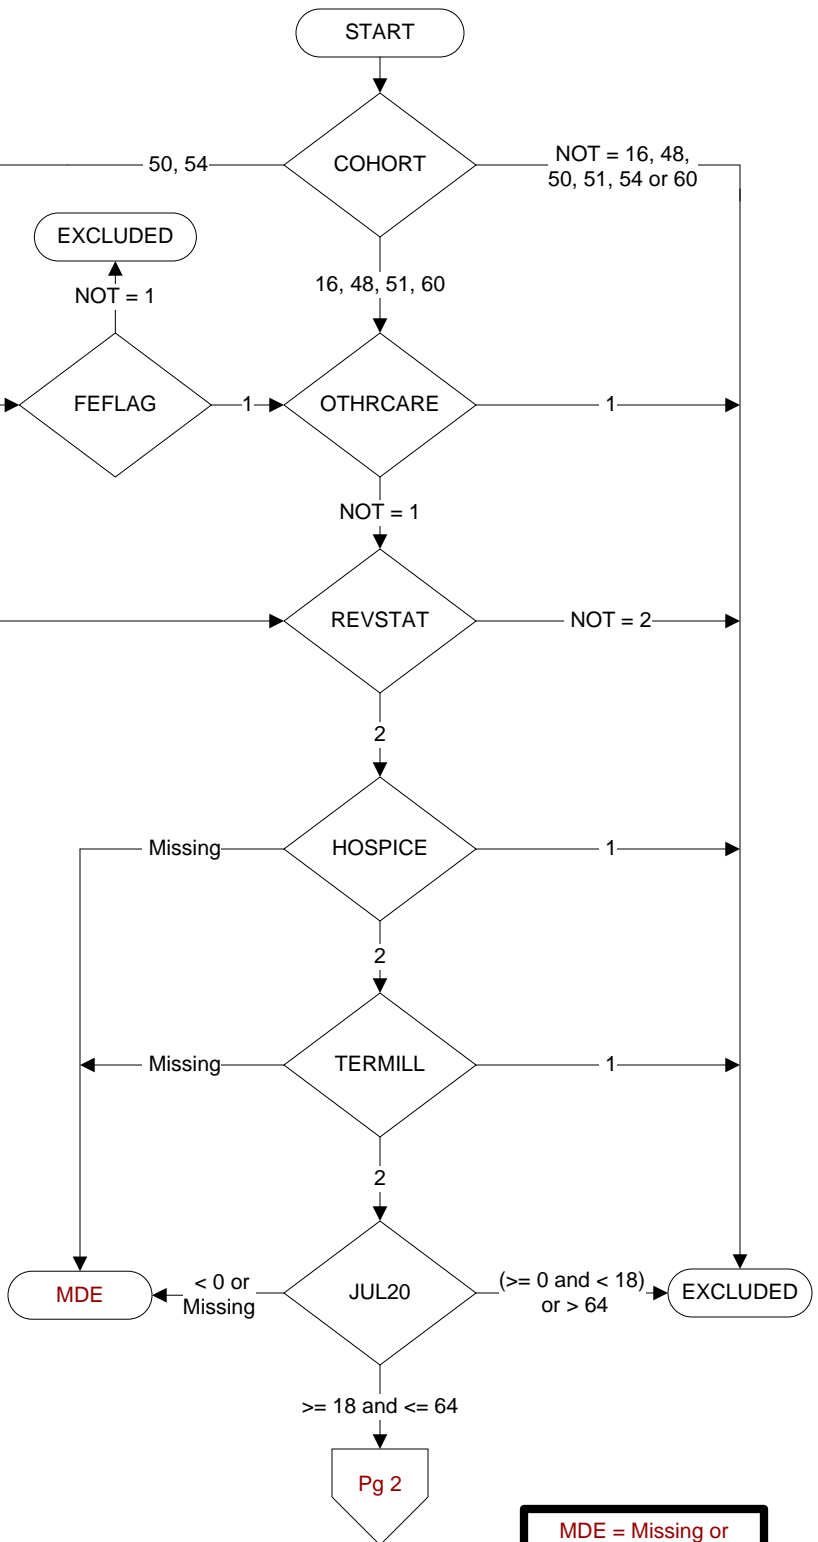 START
COHORT
50, 54
NOT = 16, 48,
50, 51, 54 or 60
EXCLUDED
16, 48, 51, 60
NOT = 1
FEFLAG
1
OTHRCARE
1
NOT = 1
REVSTAT
NOT = 2
2
Missing
HOSPICE
1
2
Missing
TERMILL
1
2
MDE
< 0 or
Missing
JUL20
(>= 0 and < 18)
or > 64
EXCLUDED
>= 18 and <= 64
Pg 2
MDE = Missing or